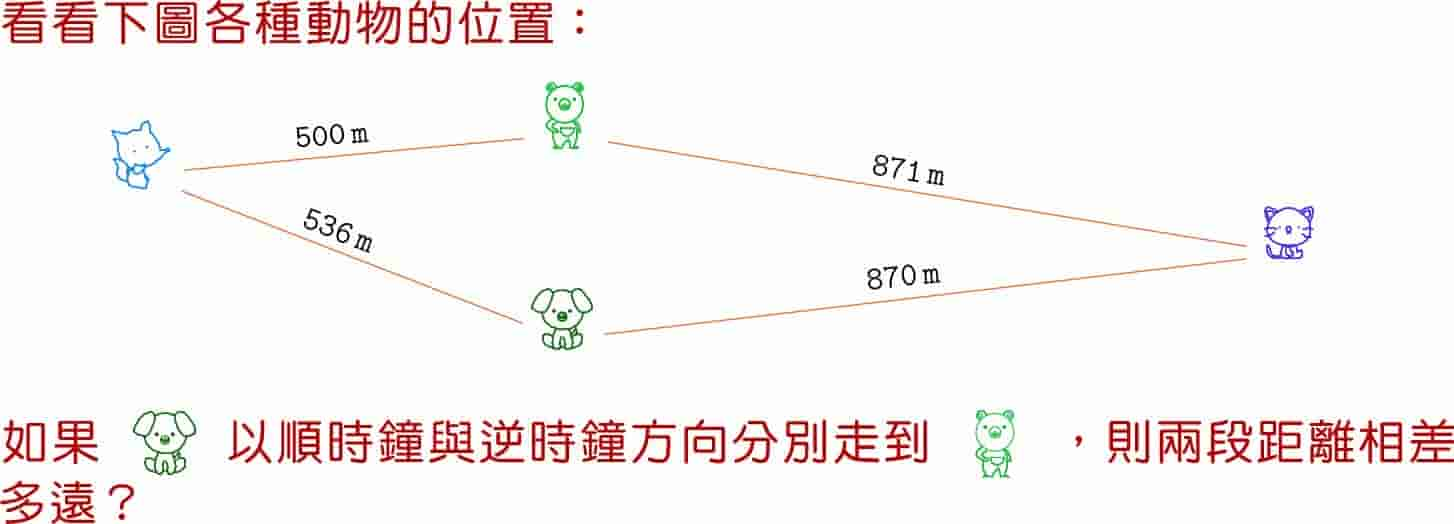 看看下圖各種動物的位置：
500 m
871 m
536 m
870 m
如果 以順時鐘與逆時鐘方向分別走到 ，則兩段距離相差
多遠？